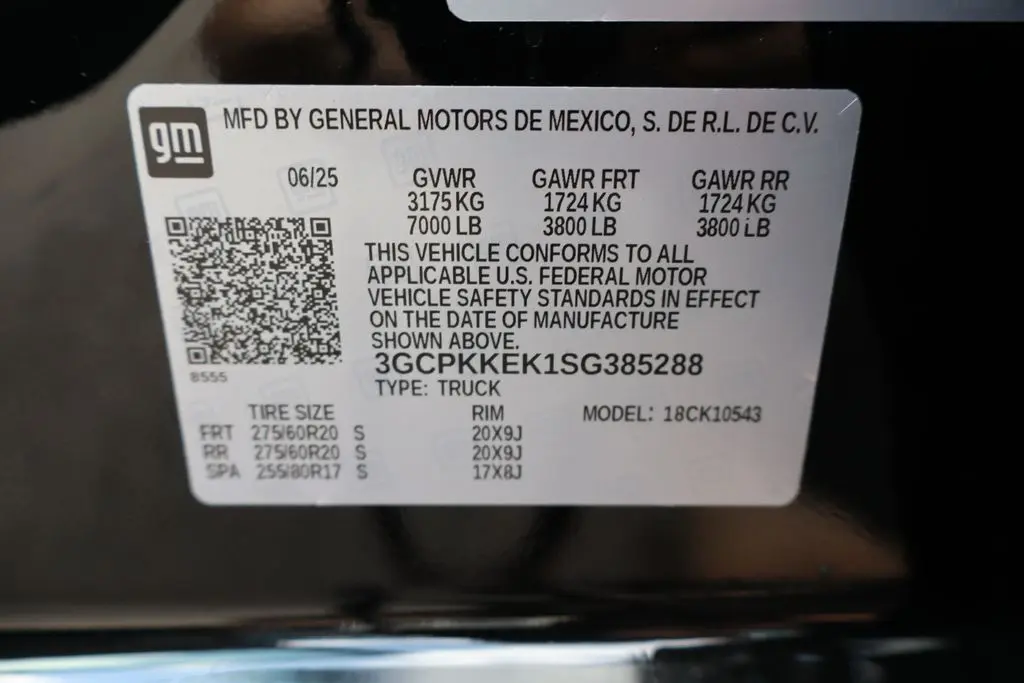 gm
MFD BY GENERAL MOTORS DE MEXICO, S. DE R.L. DE C.V.
06/25 GVWR GAWR FRT GAWR RR
3175 KG 1724 KG 1724 KG
7000 LB 3800 LB 3800 LB
THIS VEHICLE CONFORMS TO ALL
APPLICABLE U.S. FEDERAL MOTOR
VEHICLE SAFETY STANDARDS IN EFFECT
ON THE DATE OF MANUFACTURE
SHOWN ABOVE.
3GCPKKEK1SG385288
8555
TYPE: TRUCK
TIRE SIZE RIM MODEL: 18CK10543
FRT 275/60R20 S 20X9J
RR 275/60R20 S 20X9J
SPA 255/80R17 S 17X8J